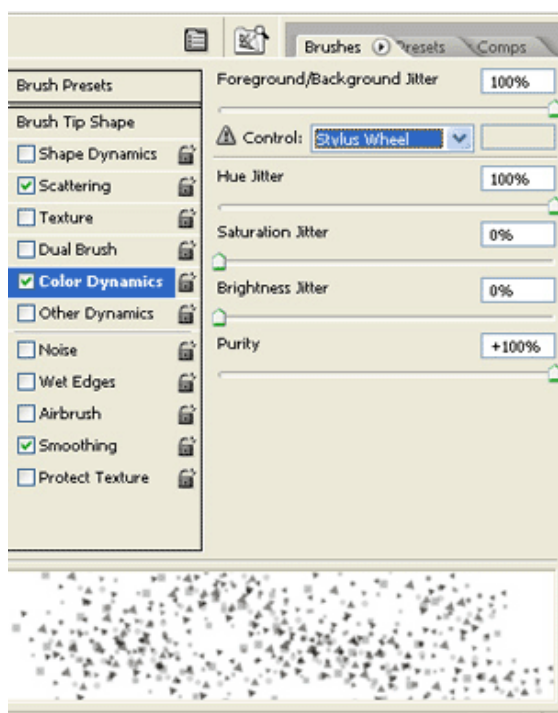 Brushes Presets Comps
Brush Presets
Brush Tip Shape
Shape Dynamics
Scattering
Texture
Dual Brush
Color Dynamics
Other Dynamics
Noise
Wet Edges
Airbrush
Smoothing
Protect Texture
Foreground/Background Jitter 100%
Control: Stylus Wheel
Hue Jitter 100%
Saturation Jitter 0%
Brightness Jitter 0%
Purity +100%